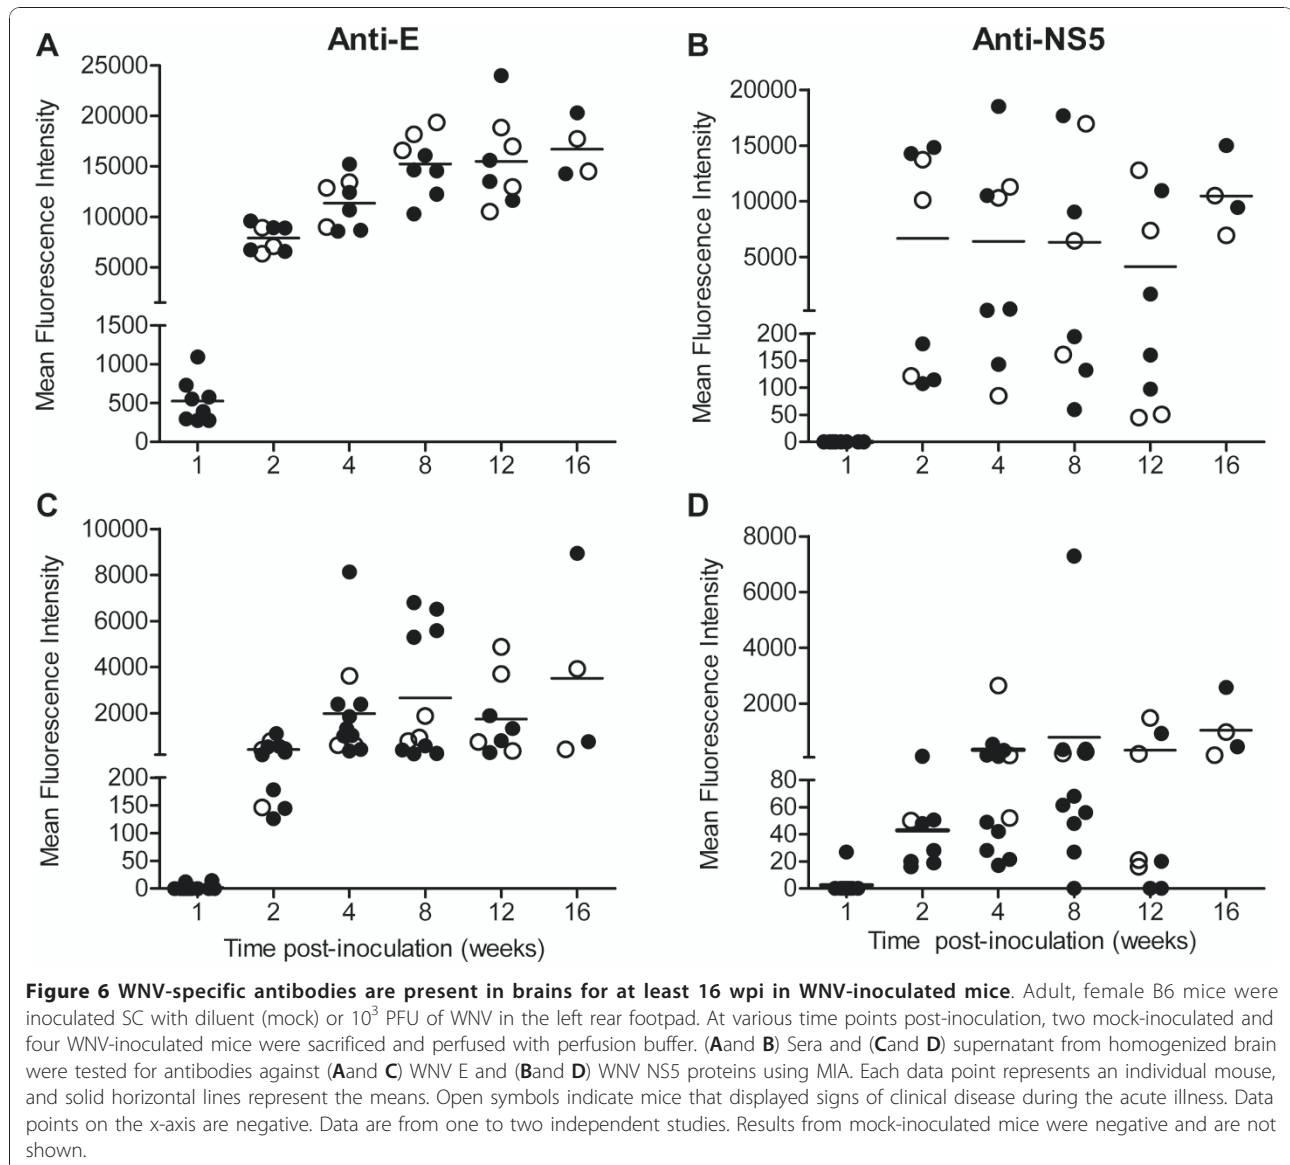 A
Anti-E
Mean Fluorescence Intensity
25000
20000
15000
10000
5000
1500
1000
500
0
1 2 4 8 12 16
B
Anti-NS5
Mean Fluorescence Intensity
20000
15000
10000
5000
200
150
100
50
0
1 2 4 8 12 16
C
Mean Fluorescence Intensity
10000
8000
6000
4000
2000
200
150
100
50
0
1 2 4 8 12 16
Time post-inoculation (weeks)
D
Mean Fluorescence Intensity
8000
6000
4000
2000
80
60
40
20
0
1 2 4 8 12 16
Time post-inoculation (weeks)
Figure 6 WNV-specific antibodies are present in brains for at least 16 wpi in WNV-inoculated mice. Adult, female B6 mice were
inoculated SC with diluent (mock) or 10³ PFU of WNV in the left rear footpad. At various time points post-inoculation, two mock-inoculated and
four WNV-inoculated mice were sacrificed and perfused with perfusion buffer. (Aand B) Sera and (Cand D) supernatant from homogenized brain
were tested for antibodies against (Aand C) WNV E and (Band D) WNV NS5 proteins using MIA. Each data point represents an individual mouse,
and solid horizontal lines represent the means. Open symbols indicate mice that displayed signs of clinical disease during the acute illness. Data
points on the x-axis are negative. Data are from one to two independent studies. Results from mock-inoculated mice were negative and are not
shown.